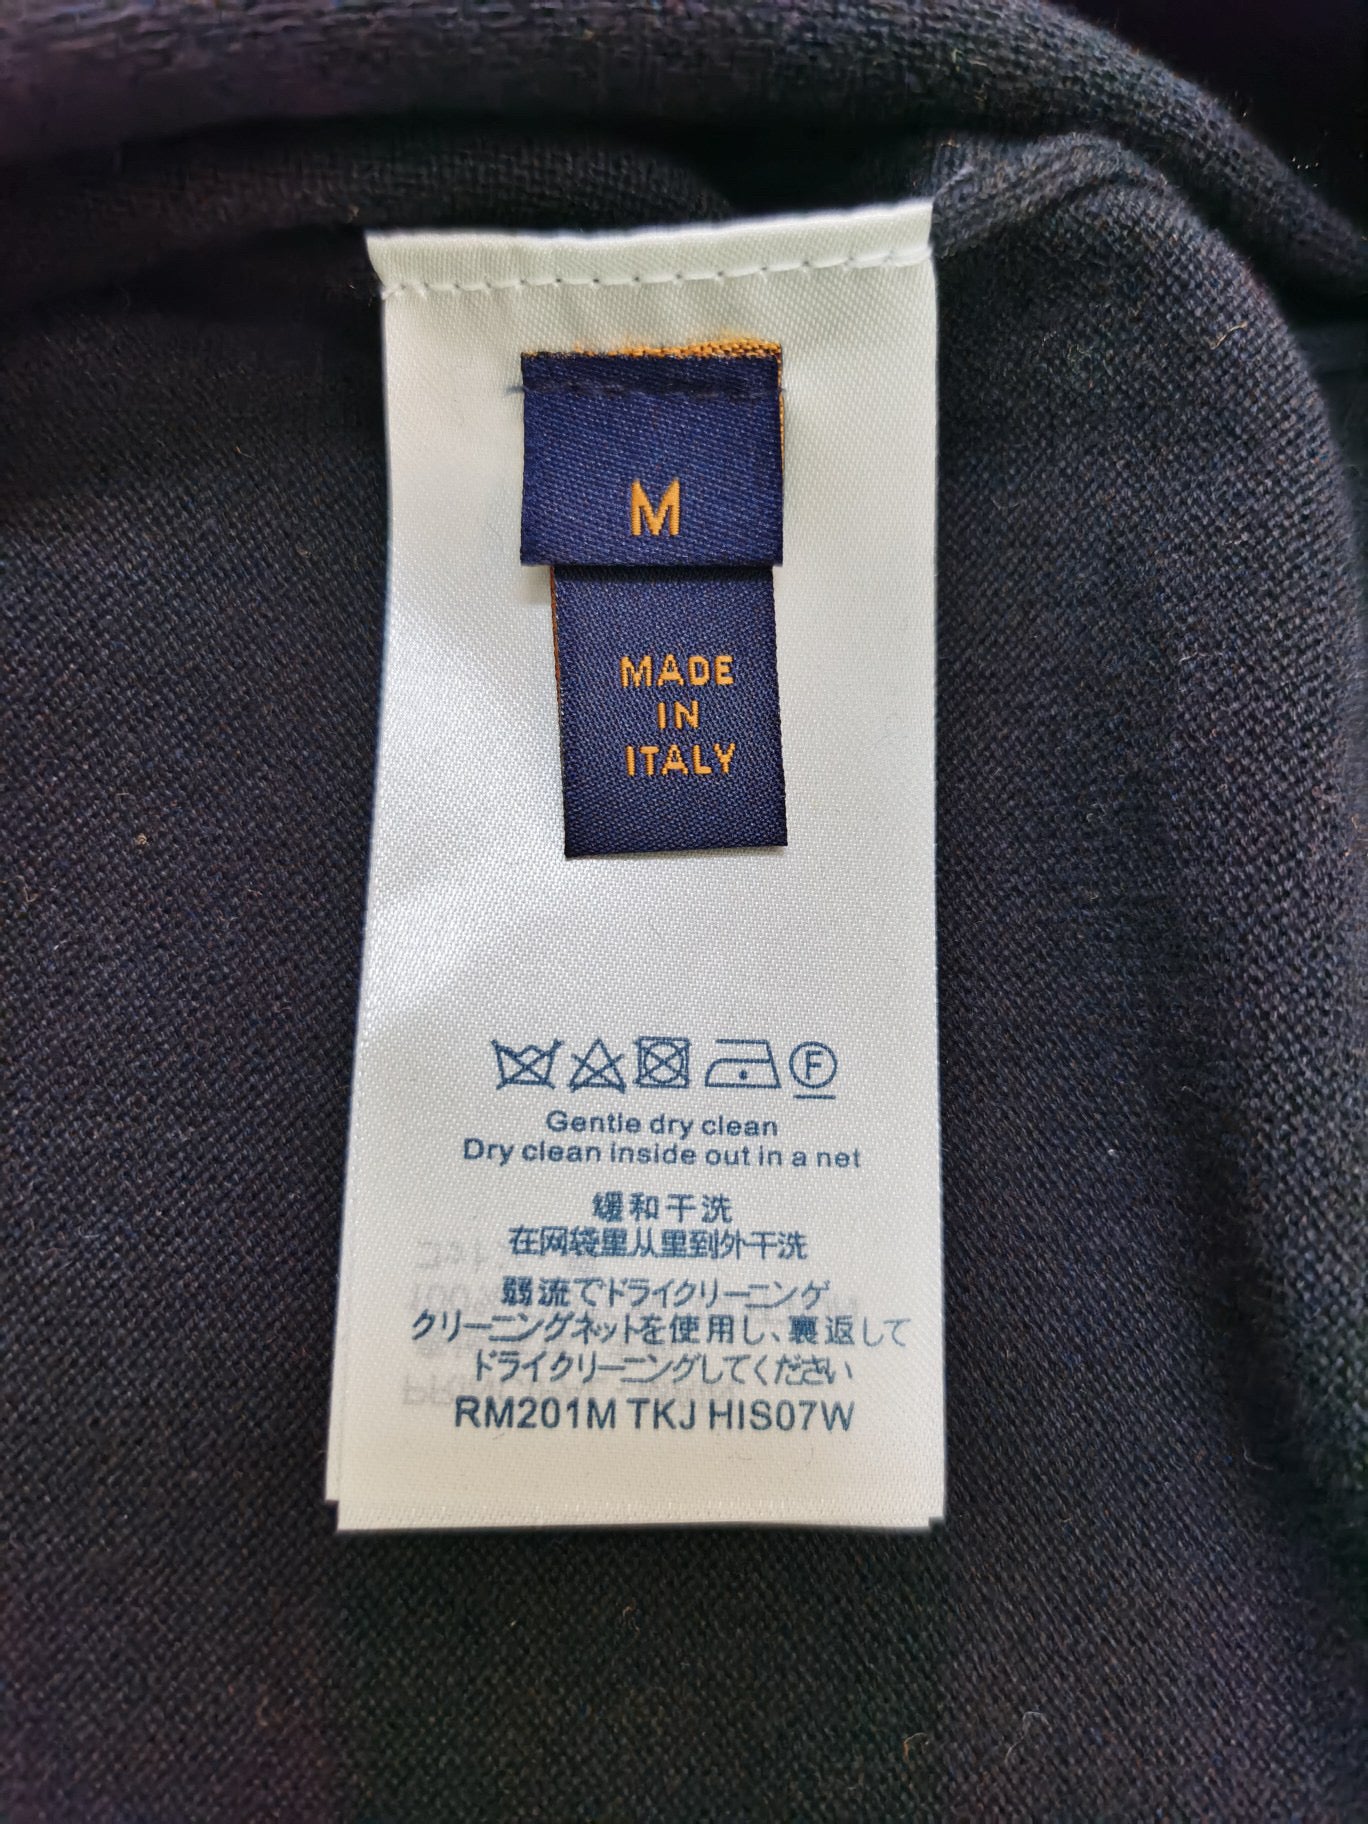 M
MADE
IN
ITALY
F
Gentle dry clean
Dry clean inside out in a net
缓和干洗
在网袋里从里到外干洗
弱流でドライクリーニング
クリーニングネットを使用し、裏返して
ドライクリーニングしてください
RM201M TKJ HIS07W